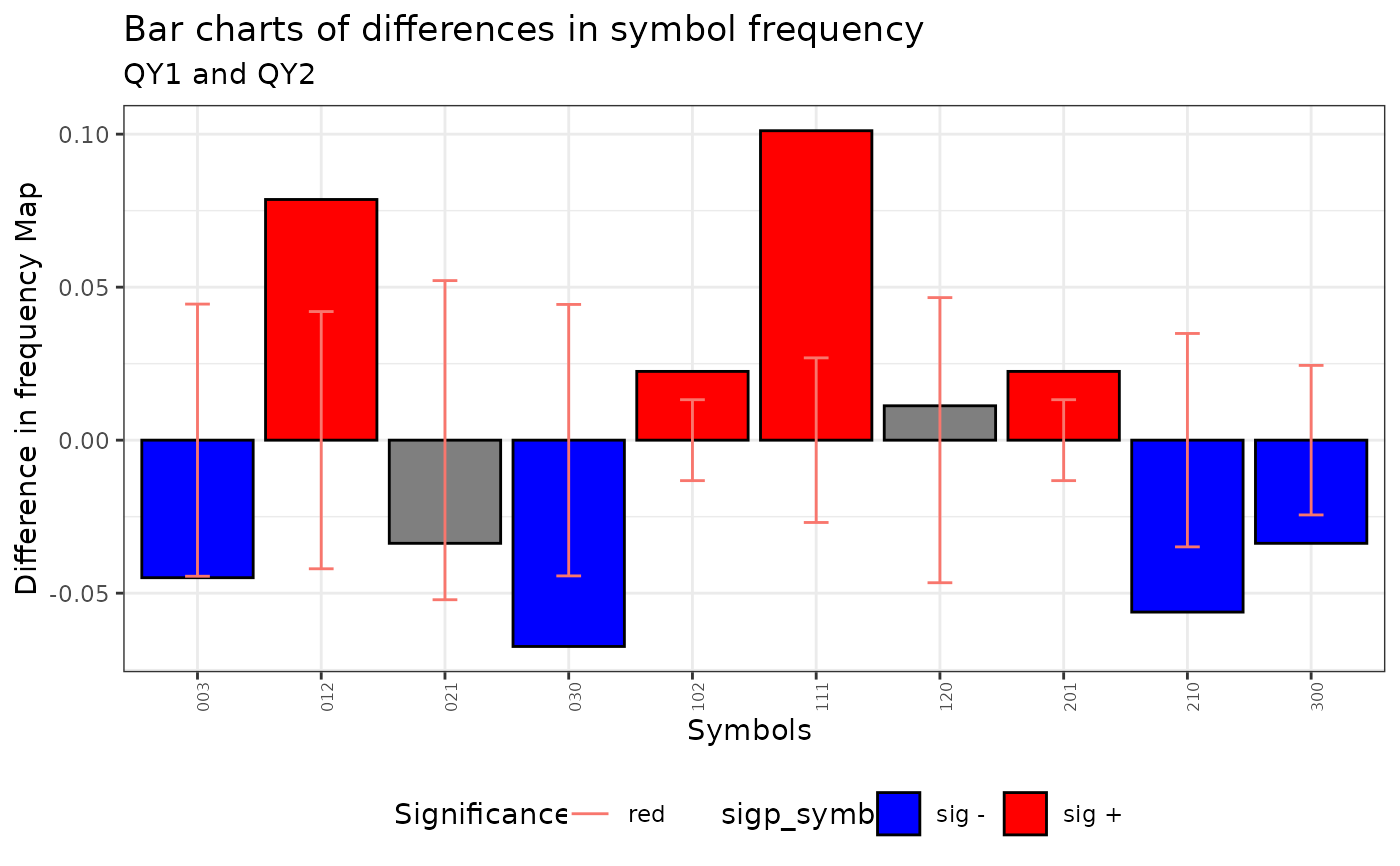 Bar charts of differences in symbol frequency
QY1 and QY2
Difference in frequency Map
0.10
0.05
0.00
-0.05
003 012 021 030 102 111 120 201 210 300
Symbols
Significance red sigp_symb sig - sig +